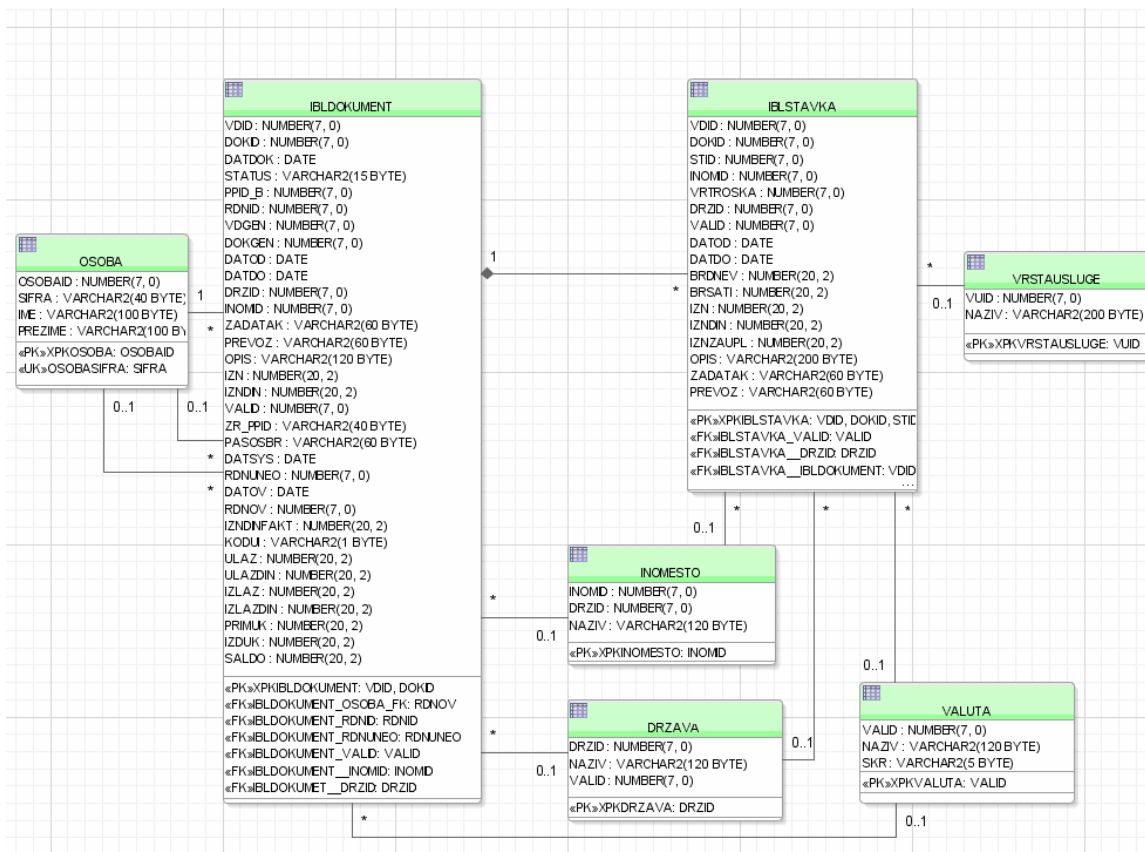 IBLDOKUMENT
VDID : NUMBER(7, 0)
DOKID : NUMBER(7, 0)
DATDOK : DATE
STATUS : VARCHAR2(15 BYTE)
PPID_B : NUMBER(7, 0)
RDNID : NUMBER(7, 0)
VDGEN : NUMBER(7, 0)
DOKGEN : NUMBER(7, 0)
DATOD : DATE
DATDO : DATE
DRZID : NUMBER(7, 0)
INOMID : NUMBER(7, 0)
ZADATAK : VARCHAR2(60 BYTE)
PREVOZ : VARCHAR2(60 BYTE)
OPIS : VARCHAR2(120 BYTE)
IZN : NUMBER(20, 2)
IZNDIN : NUMBER(20, 2)
VALID : NUMBER(7, 0)
ZR_PPID : VARCHAR2(40 BYTE)
PASOSBR : VARCHAR2(60 BYTE)
DATSYS : DATE
RDNUNEO : NUMBER(7, 0)
DATOV : DATE
RDNOV : NUMBER(7, 0)
IZNDINFAKT : NUMBER(20, 2)
KODUI : VARCHAR2(1 BYTE)
ULAZ : NUMBER(20, 2)
ULAZDIN : NUMBER(20, 2)
IZLAZ : NUMBER(20, 2)
IZLAZDIN : NUMBER(20, 2)
PRIMUK : NUMBER(20, 2)
IZDUK : NUMBER(20, 2)
SALDO : NUMBER(20, 2)
«PK»XPKIBLDOKUMENT: VDID, DOKID
«FK»IBLDOKUMENT_OSOBA_FK: RDNOV
«FK»IBLDOKUMENT_RDNID: RDNID
«FK»IBLDOKUMENT_RDNUNEO: RDNUNEO
«FK»IBLDOKUMENT_VALID: VALID
«FK»IBLDOKUMENT__INOMID: INOMID
«FK»IBLDOKUMET__DRZID: DRZID
IBLSTAVKA
VDID : NUMBER(7, 0)
DOKID : NUMBER(7, 0)
STID : NUMBER(7, 0)
INOMID : NUMBER(7, 0)
VRTROSKA : NUMBER(7, 0)
DRZID : NUMBER(7, 0)
VALID : NUMBER(7, 0)
DATOD : DATE
DATDO : DATE
BRDNEV : NUMBER(20, 2)
BRSATI : NUMBER(20, 2)
IZN : NUMBER(20, 2)
IZNDIN : NUMBER(20, 2)
IZNZAUPL : NUMBER(20, 2)
OPIS : VARCHAR2(200 BYTE)
ZADATAK : VARCHAR2(60 BYTE)
PREVOZ : VARCHAR2(60 BYTE)
«PK»XPKIBLSTAVKA: VDID, DOKID, STID
«FK»IBLSTAVKA_VALID: VALID
«FK»IBLSTAVKA__DRZID: DRZID
«FK»IBLSTAVKA__IBLDOKUMENT: VDID
...
OSOBA
OSOBAID : NUMBER(7, 0)
SIFRA : VARCHAR2(40 BYTE)
IME : VARCHAR2(100 BYTE)
PREZIME : VARCHAR2(100 BY
«PK»XPKOSOBA: OSOBAID
«UK»OSOBASIFRA: SIFRA
1
*
0..1
0..1
*
*
1
*
*
0..1
VRSTAUSLUGE
VUID : NUMBER(7, 0)
NAZIV : VARCHAR2(200 BYTE)
«PK»XPKVRSTAUSLUGE: VUID
0..1
*
*
*
INOMESTO
INOMID : NUMBER(7, 0)
DRZID : NUMBER(7, 0)
NAZIV : VARCHAR2(120 BYTE)
«PK»XPKINOMESTO: INOMID
*
0..1
0..1
DRZAVA
DRZID : NUMBER(7, 0)
NAZIV : VARCHAR2(120 BYTE)
VALID : NUMBER(7, 0)
«PK»XPKDRZAVA: DRZID
*
0..1
0..1
VALUTA
VALID : NUMBER(7, 0)
NAZIV : VARCHAR2(120 BYTE)
SKR : VARCHAR2(5 BYTE)
«PK»XPKVALUTA: VALID
*
0..1